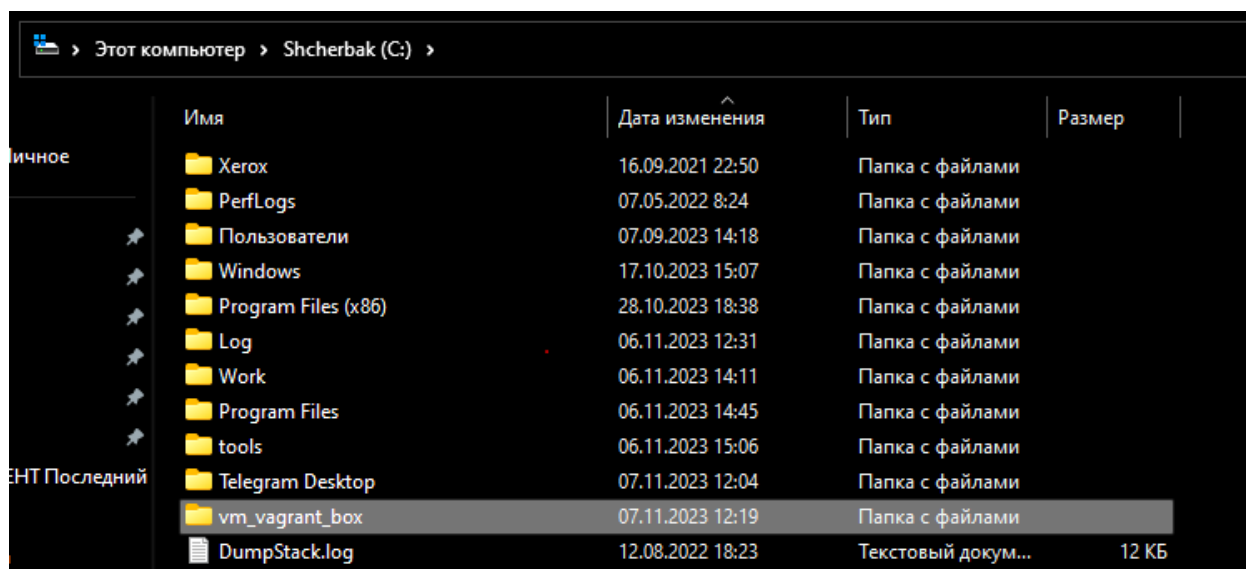 Этот компьютер > Shcherbak (C:) >
Имя Дата изменения Тип Размер
Xerox 16.09.2021 22:50 Папка с файлами
PerfLogs 07.05.2022 8:24 Папка с файлами
Пользователи 07.09.2023 14:18 Папка с файлами
Windows 17.10.2023 15:07 Папка с файлами
Program Files (x86) 28.10.2023 18:38 Папка с файлами
Log 06.11.2023 12:31 Папка с файлами
Work 06.11.2023 14:11 Папка с файлами
Program Files 06.11.2023 14:45 Папка с файлами
tools 06.11.2023 15:06 Папка с файлами
Telegram Desktop 07.11.2023 12:04 Папка с файлами
vm_vagrant_box 07.11.2023 12:19 Папка с файлами
DumpStack.log 12.08.2022 18:23 Текстовый докум... 12 КБ
ичное
ЕНТ Последний